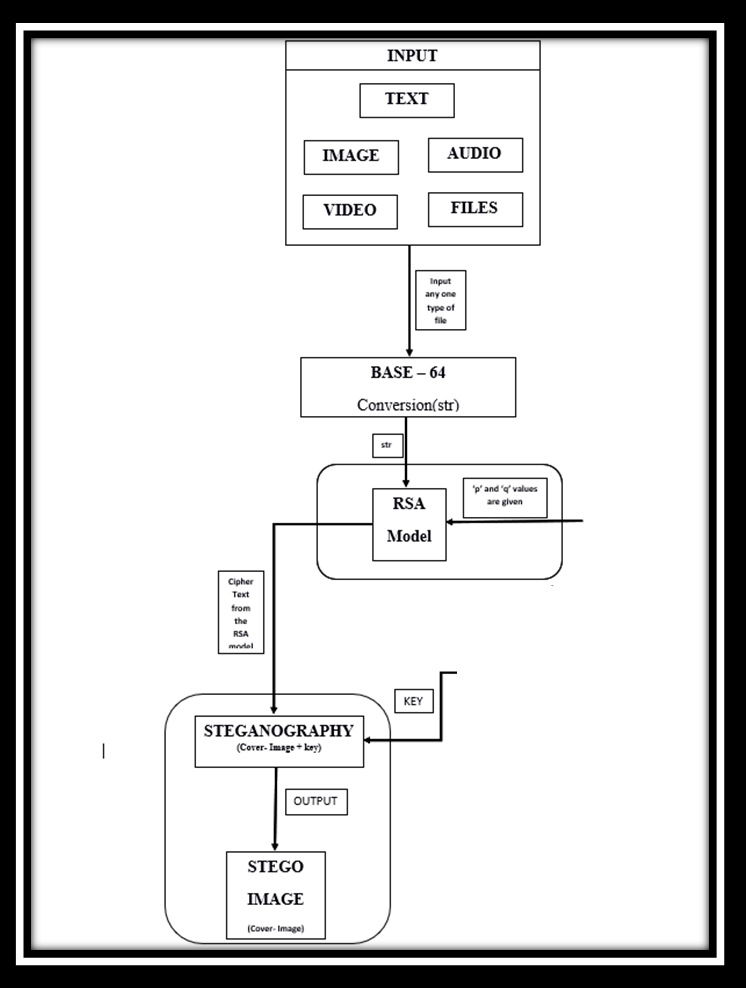 INPUT
TEXT
IMAGE
AUDIO
VIDEO
FILES
Input
any one
type of
file
BASE – 64
Conversion(str)
str
'p' and 'q' values
are given
RSA
Model
Cipher
Text
from
the
RSA
model
KEY
STEGANOGRAPHY
(Cover- Image + key)
OUTPUT
STEGO
IMAGE
(Cover- Image)